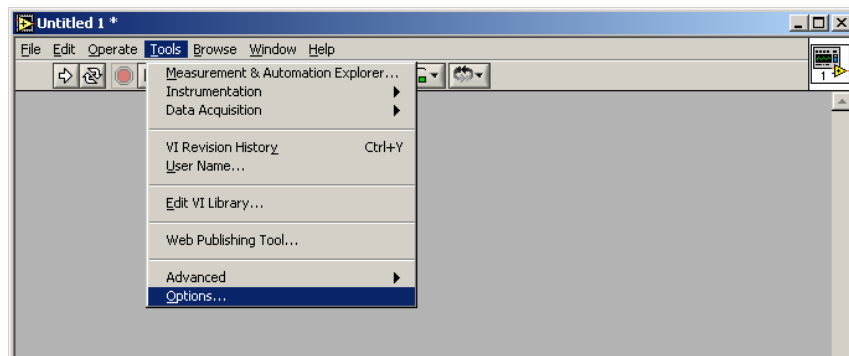 Untitled 1 *
File Edit Operate Tools Browse Window Help
Measurement & Automation Explorer...
1
Instrumentation
Data Acquisition
VI Revision History Ctrl+Y
User Name...
Edit VI Library...
Web Publishing Tool...
Advanced
Options...